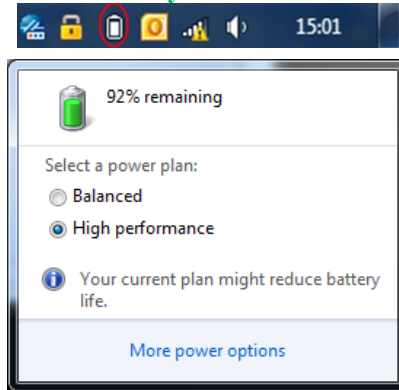 15:01
92% remaining
Select a power plan:
Balanced
High performance
Your current plan might reduce battery
life.
More power options